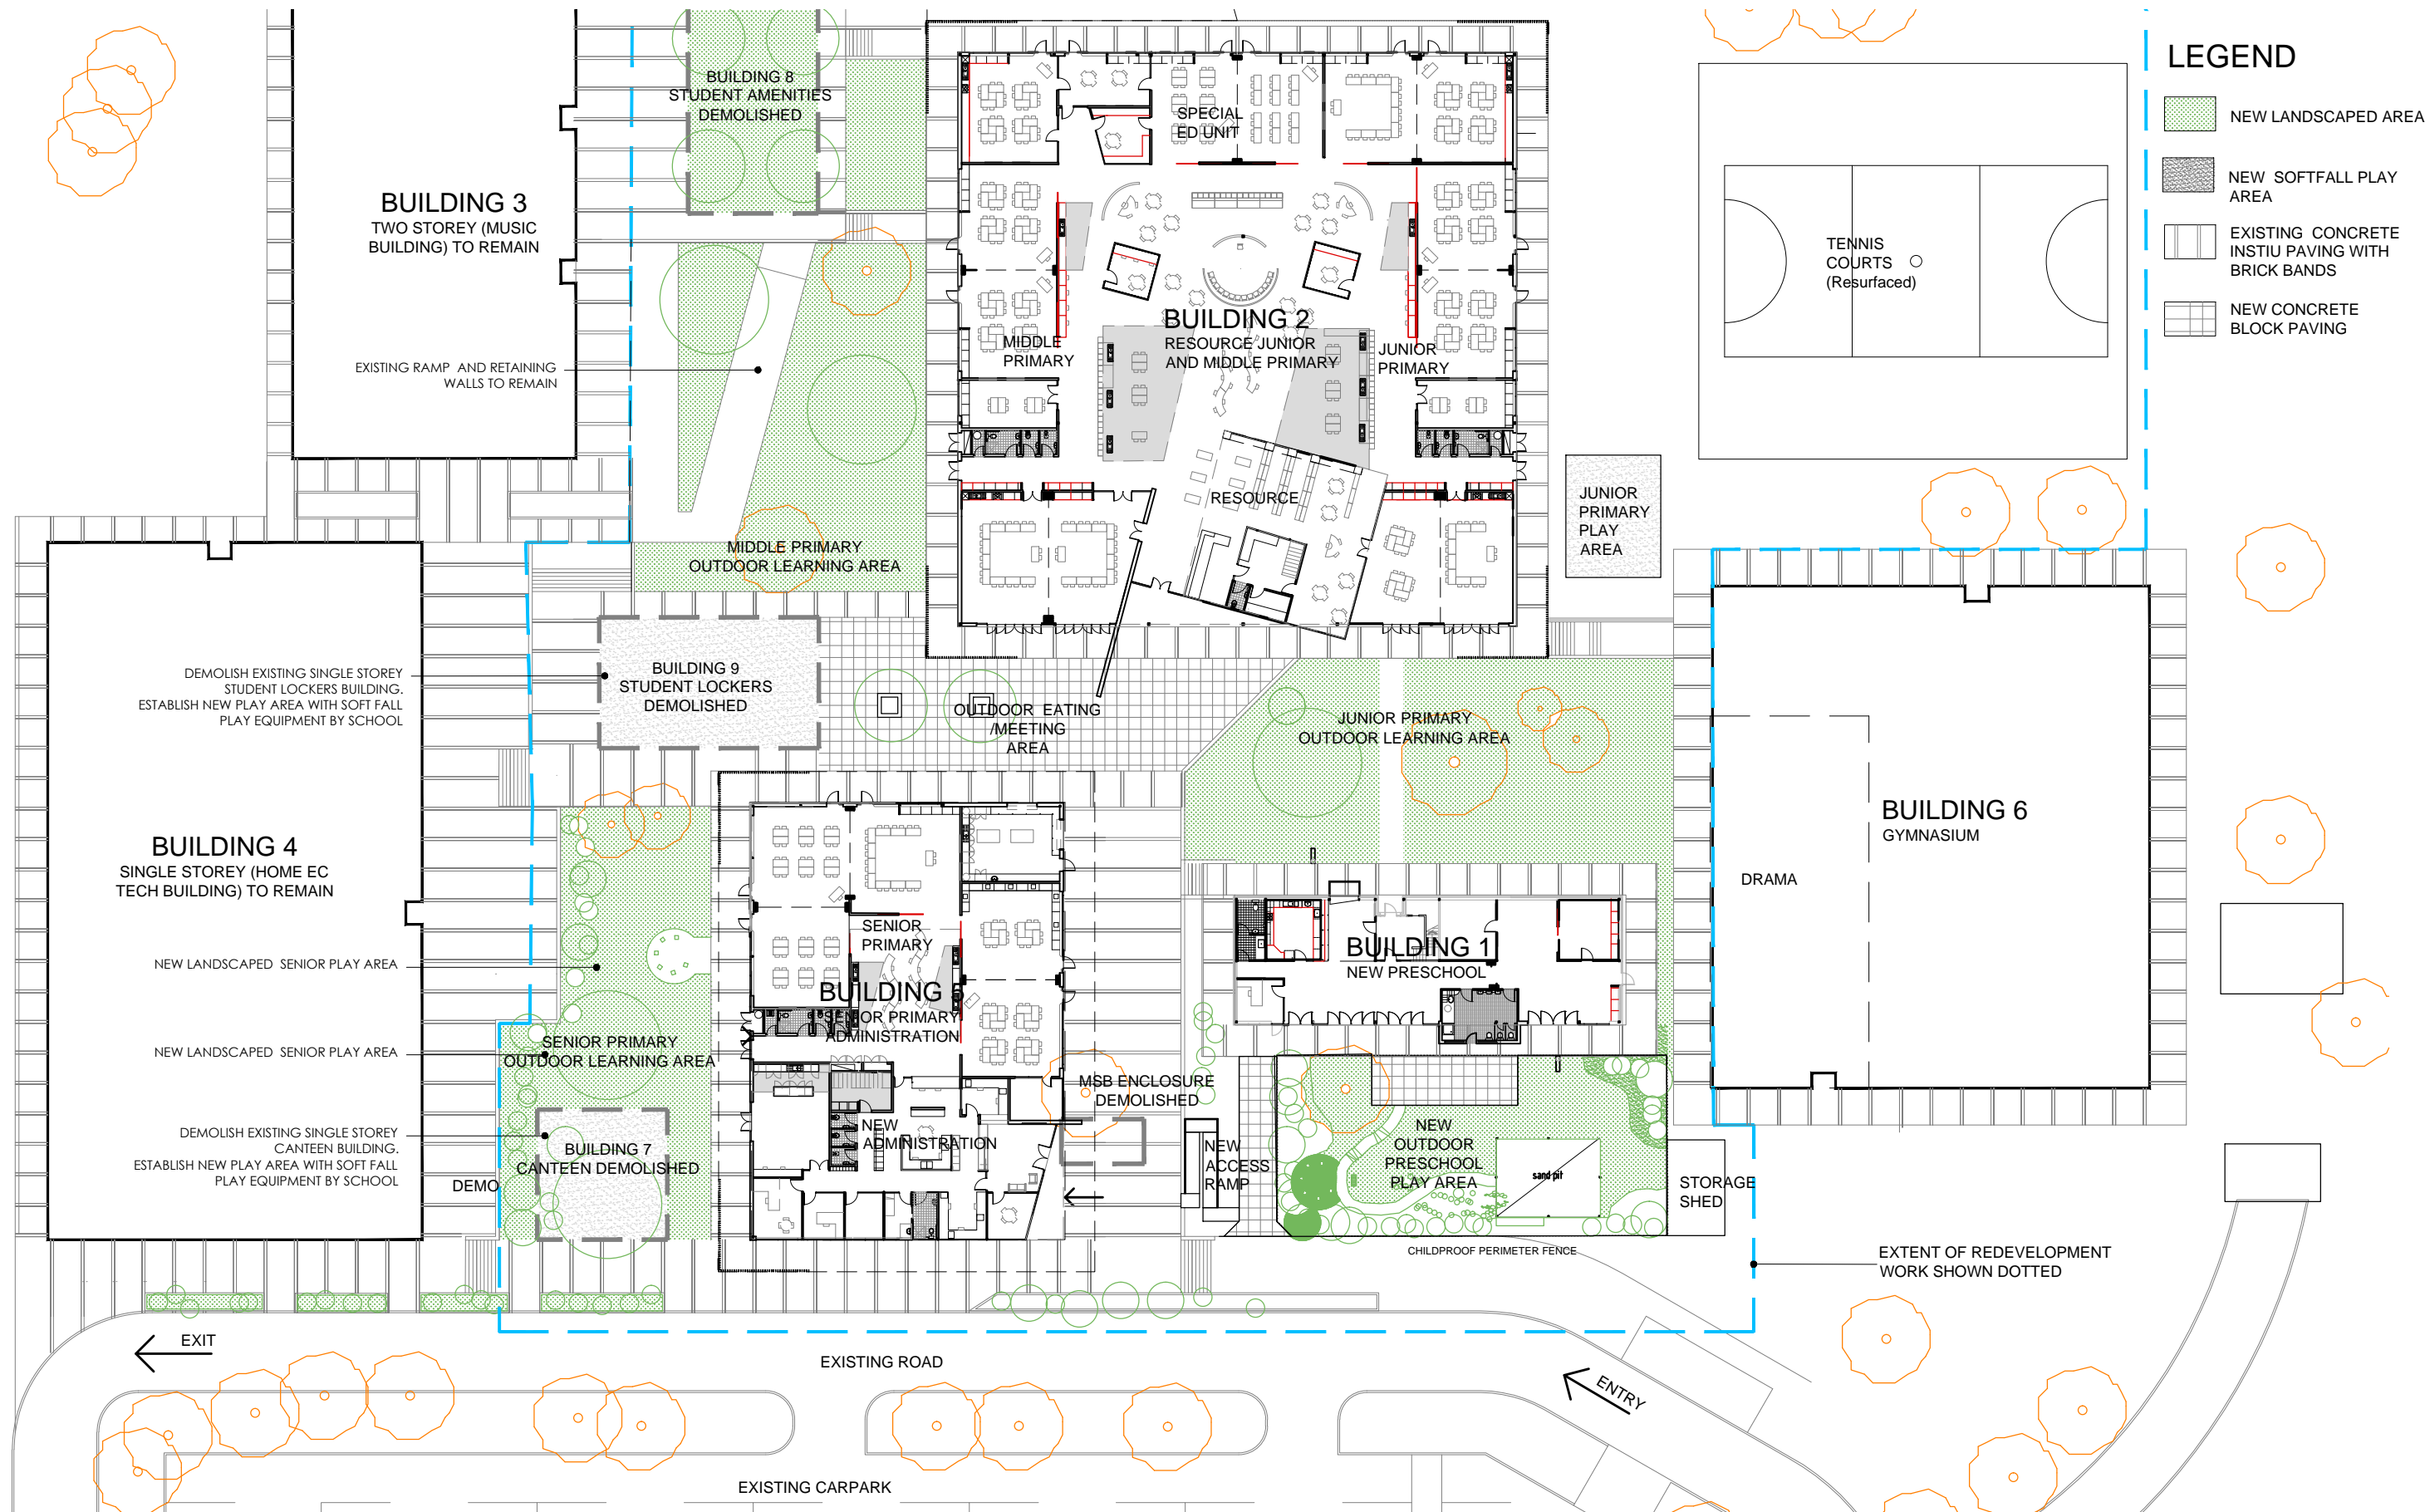 LEGEND
NEW LANDSCAPED AREA
NEW SOFTFALL PLAY
AREA
EXISTING CONCRETE
INSTIU PAVING WITH
BRICK BANDS
NEW CONCRETE
BLOCK PAVING
BUILDING 8
STUDENT AMENITIES
DEMOLISHED
SPECIAL
ED UNIT
BUILDING 3
TWO STOREY (MUSIC
BUILDING) TO REMAIN
TENNIS
COURTS
(Resurfaced)
BUILDING 2
RESOURCE JUNIOR
AND MIDDLE PRIMARY
MIDDLE
PRIMARY
JUNIOR
PRIMARY
EXISTING RAMP AND RETAINING
WALLS TO REMAIN
RESOURCE
JUNIOR
PRIMARY
PLAY
AREA
MIDDLE PRIMARY
OUTDOOR LEARNING AREA
DEMOLISH EXISTING SINGLE STOREY
STUDENT LOCKERS BUILDING.
ESTABLISH NEW PLAY AREA WITH SOFT FALL
PLAY EQUIPMENT BY SCHOOL
BUILDING 9
STUDENT LOCKERS
DEMOLISHED
OUTDOOR EATING
/MEETING
AREA
JUNIOR PRIMARY
OUTDOOR LEARNING AREA
BUILDING 4
SINGLE STOREY (HOME EC
TECH BUILDING) TO REMAIN
BUILDING 6
GYMNASIUM
DRAMA
SENIOR
PRIMARY
BUILDING 1
NEW PRESCHOOL
NEW LANDSCAPED SENIOR PLAY AREA
BUILDING 5
SENIOR PRIMARY
ADMINISTRATION
NEW LANDSCAPED SENIOR PLAY AREA
SENIOR PRIMARY
OUTDOOR LEARNING AREA
MSB ENCLOSURE
DEMOLISHED
DEMOLISH EXISTING SINGLE STOREY
CANTEEN BUILDING.
ESTABLISH NEW PLAY AREA WITH SOFT FALL
PLAY EQUIPMENT BY SCHOOL
DEMO
BUILDING 7
CANTEEN DEMOLISHED
NEW
ADMINISTRATION
NEW
ACCESS
RAMP
NEW
OUTDOOR
PRESCHOOL
PLAY AREA
sand pit
STORAGE
SHED
CHILDPROOF PERIMETER FENCE
EXTENT OF REDEVELOPMENT
WORK SHOWN DOTTED
EXIT
EXISTING ROAD
ENTRY
EXISTING CARPARK